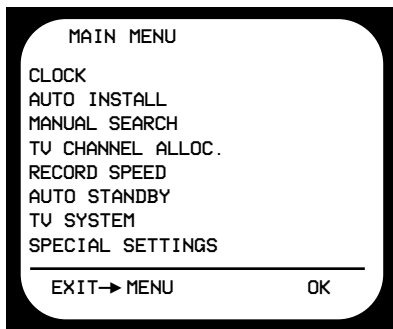 MAIN MENU
CLOCK
AUTO INSTALL
MANUAL SEARCH
TV CHANNEL ALLOC.
RECORD SPEED
AUTO STANDBY
TV SYSTEM
SPECIAL SETTINGS
EXIT→MENU OK